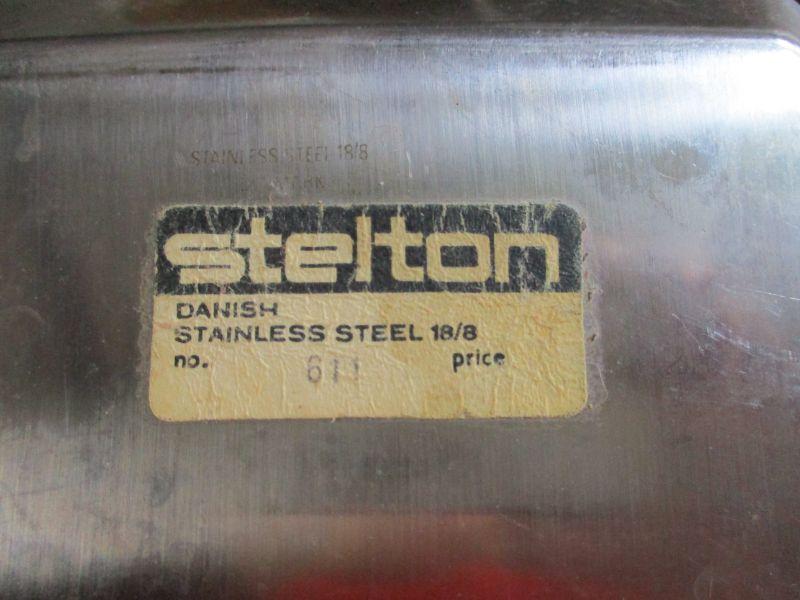 STAINLESS STEEL 18/8
stelton
DANISH
STAINLESS STEEL 18/8
no. 611 price